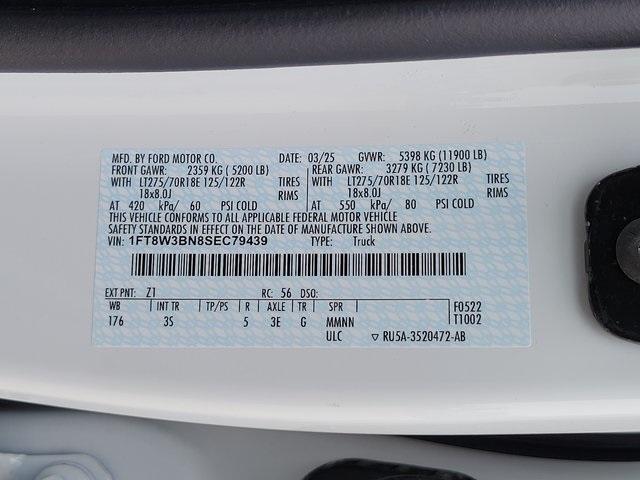 MFD. BY FORD MOTOR CO. DATE: 03/25 GVWR: 5398 KG (11900 LB)
FRONT GAWR: 2359 KG ( 5200 LB) REAR GAWR: 3279 KG ( 7230 LB)
WITH LT275/70R18E 125/122R TIRES WITH LT275/70R18E 125/122R TIRES
18x8.0J RIMS 18x8.0J RIMS
AT 420 kPa/ 60 PSI COLD AT 550 kPa/ 80 PSI COLD
THIS VEHICLE CONFORMS TO ALL APPLICABLE FEDERAL MOTOR VEHICLE
SAFETY STANDARDS IN EFFECT ON THE DATE OF MANUFACTURE SHOWN ABOVE.
VIN: 1FT8W3BN8SEC79439 TYPE: Truck
EXT PNT: Z1 RC: 56 DSO:
WB INT TR TP/PS R AXLE TR SPR F0522
176 3S 5 3E G MMNN T1002
ULC ▽ RU5A-3520472-AB